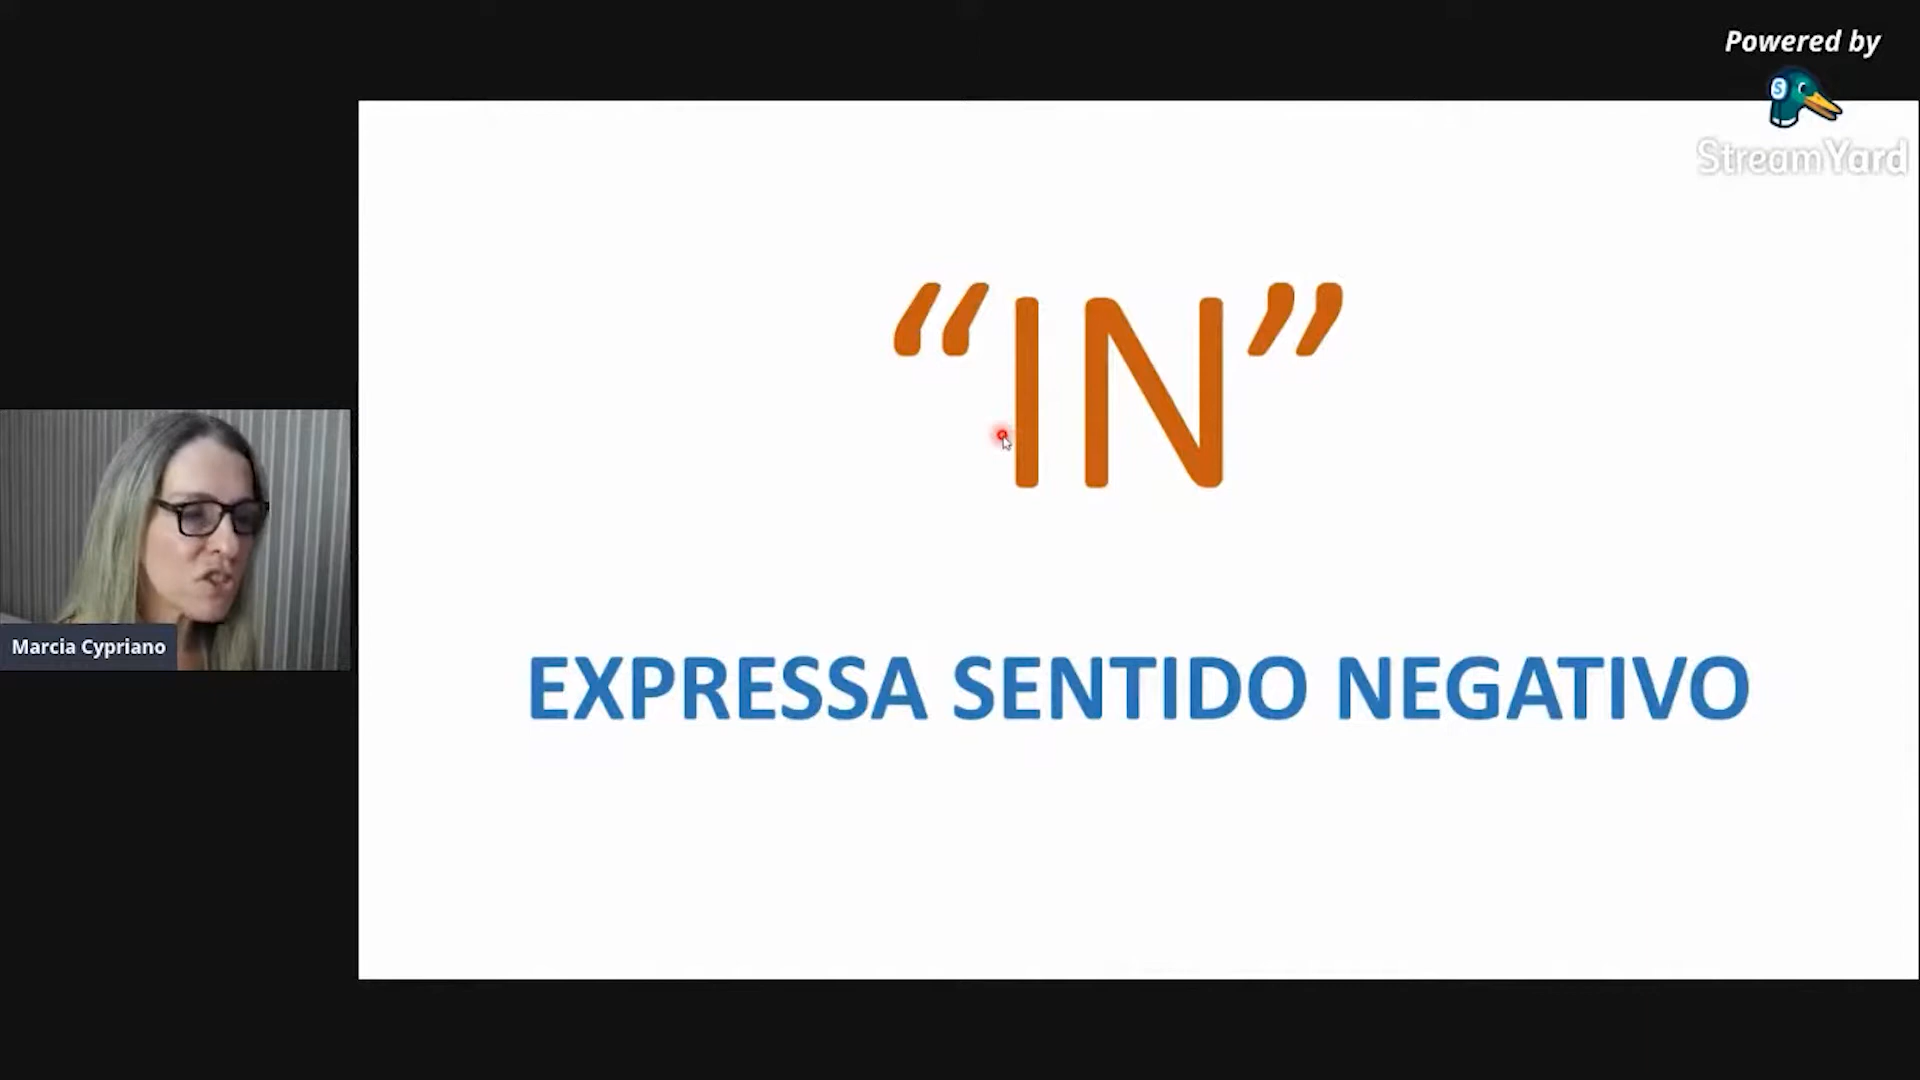 Powered by
StreamYard
“IN”
EXPRESSA SENTIDO NEGATIVO
Marcia Cypriano